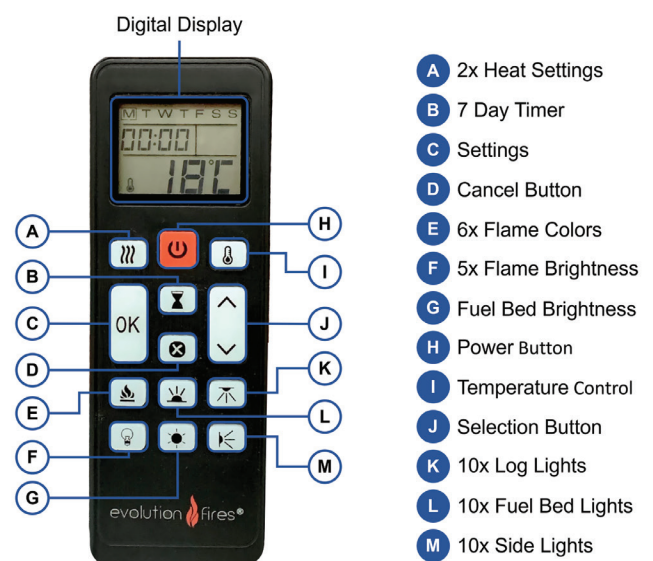 Digital Display
M T W T F S S
00:00
18°C
A
H
B
I
C
OK
J
D
K
E
L
F
M
G
evolution fires®
A 2x Heat Settings
B 7 Day Timer
C Settings
D Cancel Button
E 6x Flame Colors
F 5x Flame Brightness
G Fuel Bed Brightness
H Power Button
I Temperature Control
J Selection Button
K 10x Log Lights
L 10x Fuel Bed Lights
M 10x Side Lights